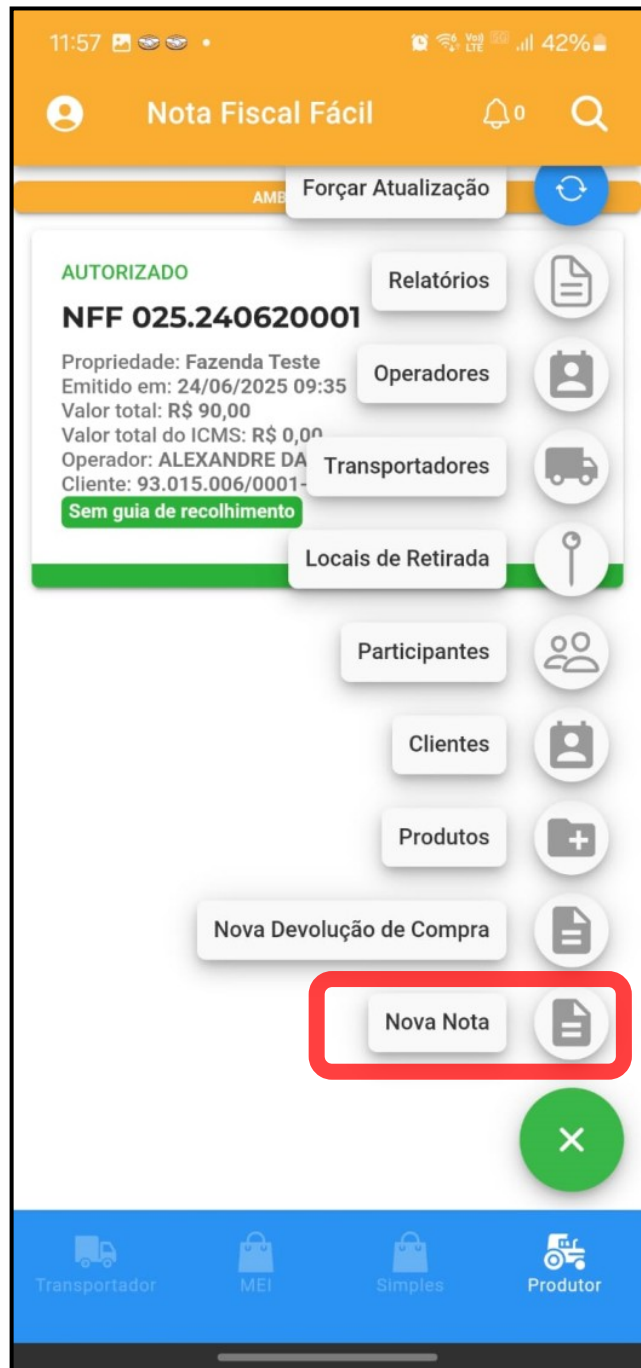 11:57
Vo)) LTE 5G 42%
Nota Fiscal Fácil
0
AMB
Forçar Atualização
AUTORIZADO
Relatórios
NFF 025.240620001
Propriedade: Fazenda Teste
Operadores
Emitido em: 24/06/2025 09:35
Valor total: R$ 90,00
Valor total do ICMS: R$ 0,00
Operador: ALEXANDRE DA
Transportadores
Cliente: 93.015.006/0001-
Sem guia de recolhimento
Locais de Retirada
Participantes
Clientes
Produtos
Nova Devolução de Compra
Nova Nota
Transportador
MEI
Simples
Produtor